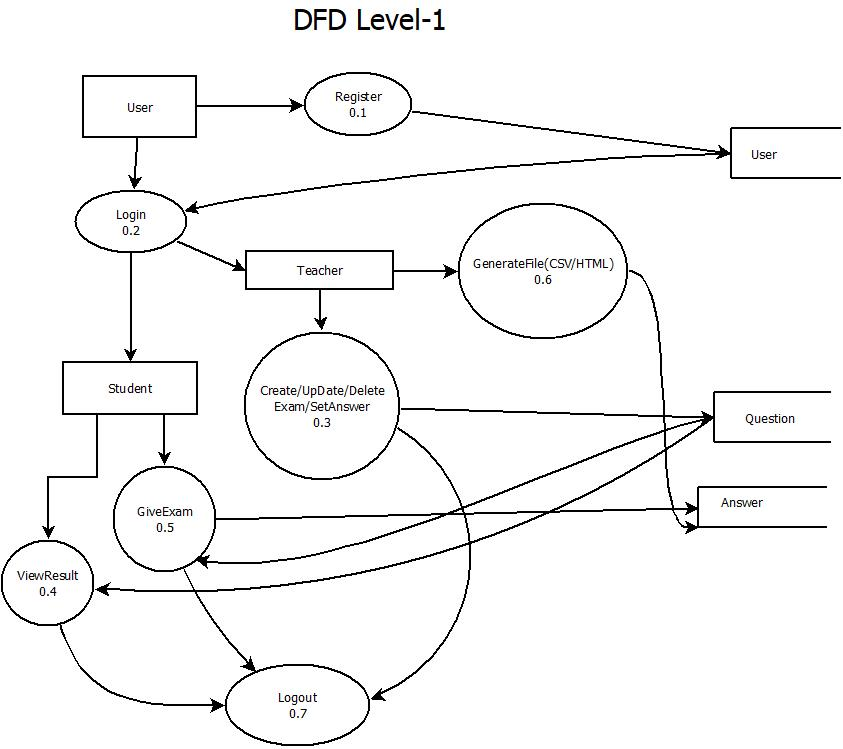 DFD Level-1
User
Register
0.1
User
Login
0.2
Teacher
GenerateFile(CSV/HTML)
0.6
Student
Create/UpDate/Delete
Exam/SetAnswer
0.3
Question
Answer
GiveExam
0.5
ViewResult
0.4
Logout
0.7